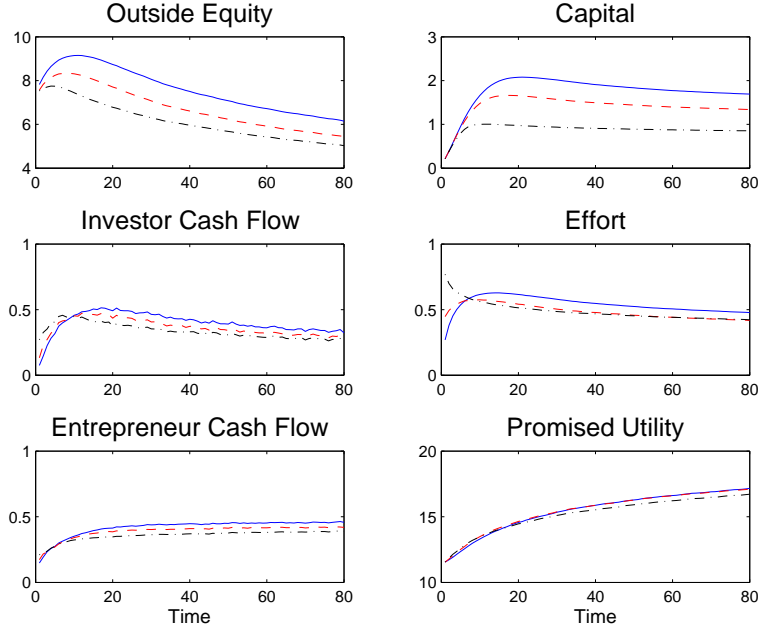 Outside Equity
10
8
6
4
0 20 40 60 80
Capital
3
2
1
0
0 20 40 60 80
Investor Cash Flow
1
0.5
0
0 20 40 60 80
Effort
1
0.5
0
0 20 40 60 80
Entrepreneur Cash Flow
1
0.5
0
0 20 40 60 80
Time
Promised Utility
20
15
10
0 20 40 60 80
Time